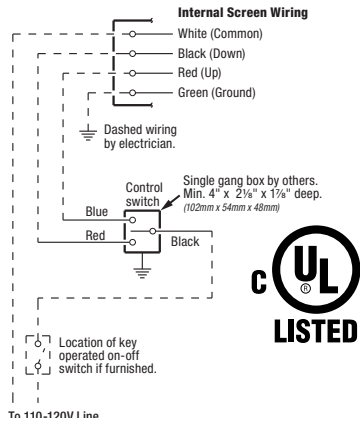 Internal Screen Wiring
White (Common)
Black (Down)
Red (Up)
Green (Ground)
Dashed wiring
by electrician.
Single gang box by others.
Min. 4" x 2⅛" x 1⅞" deep.
(102mm x 54mm x 48mm)
Control
switch
Blue
Red
Black
C UL ®
LISTED
Location of key
operated on-off
switch if furnished.
To 110-120V Line